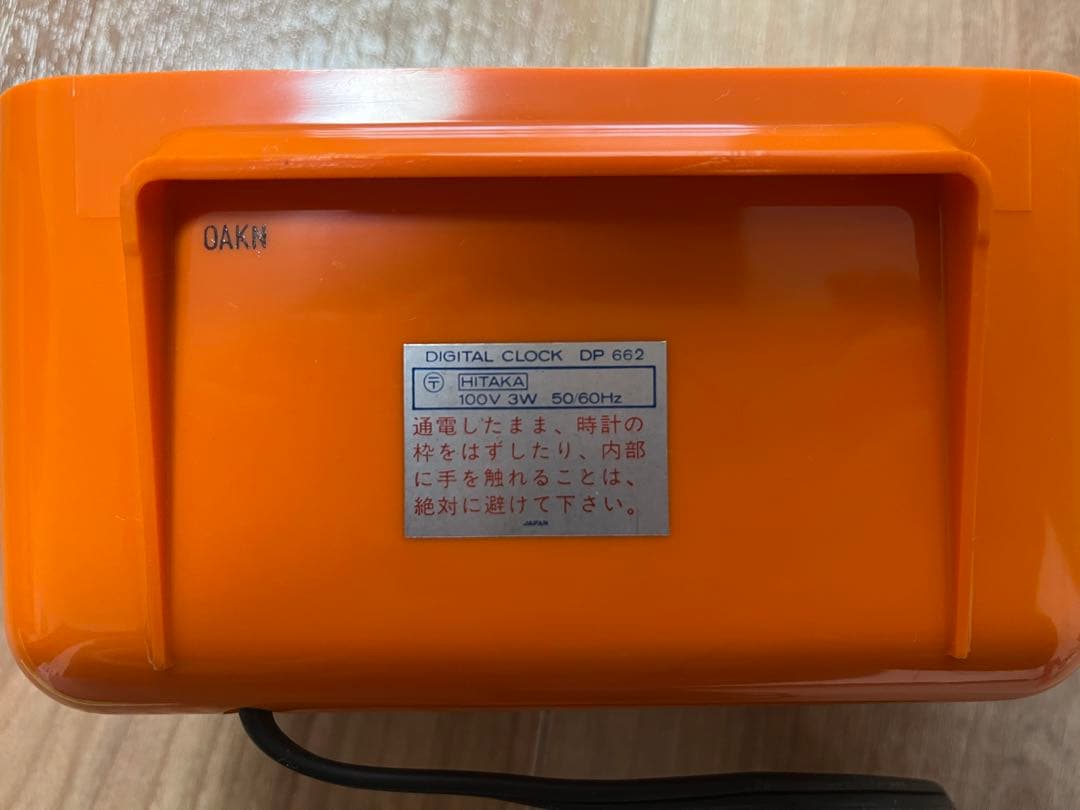 OAKN
DIGITAL CLOCK DP 662
〒 HITAKA
100V 3W 50/60Hz
通電したまま、時計の
枠をはずしたり、内部
に手を触れることは、
絶対に避けて下さい。
JAPAN